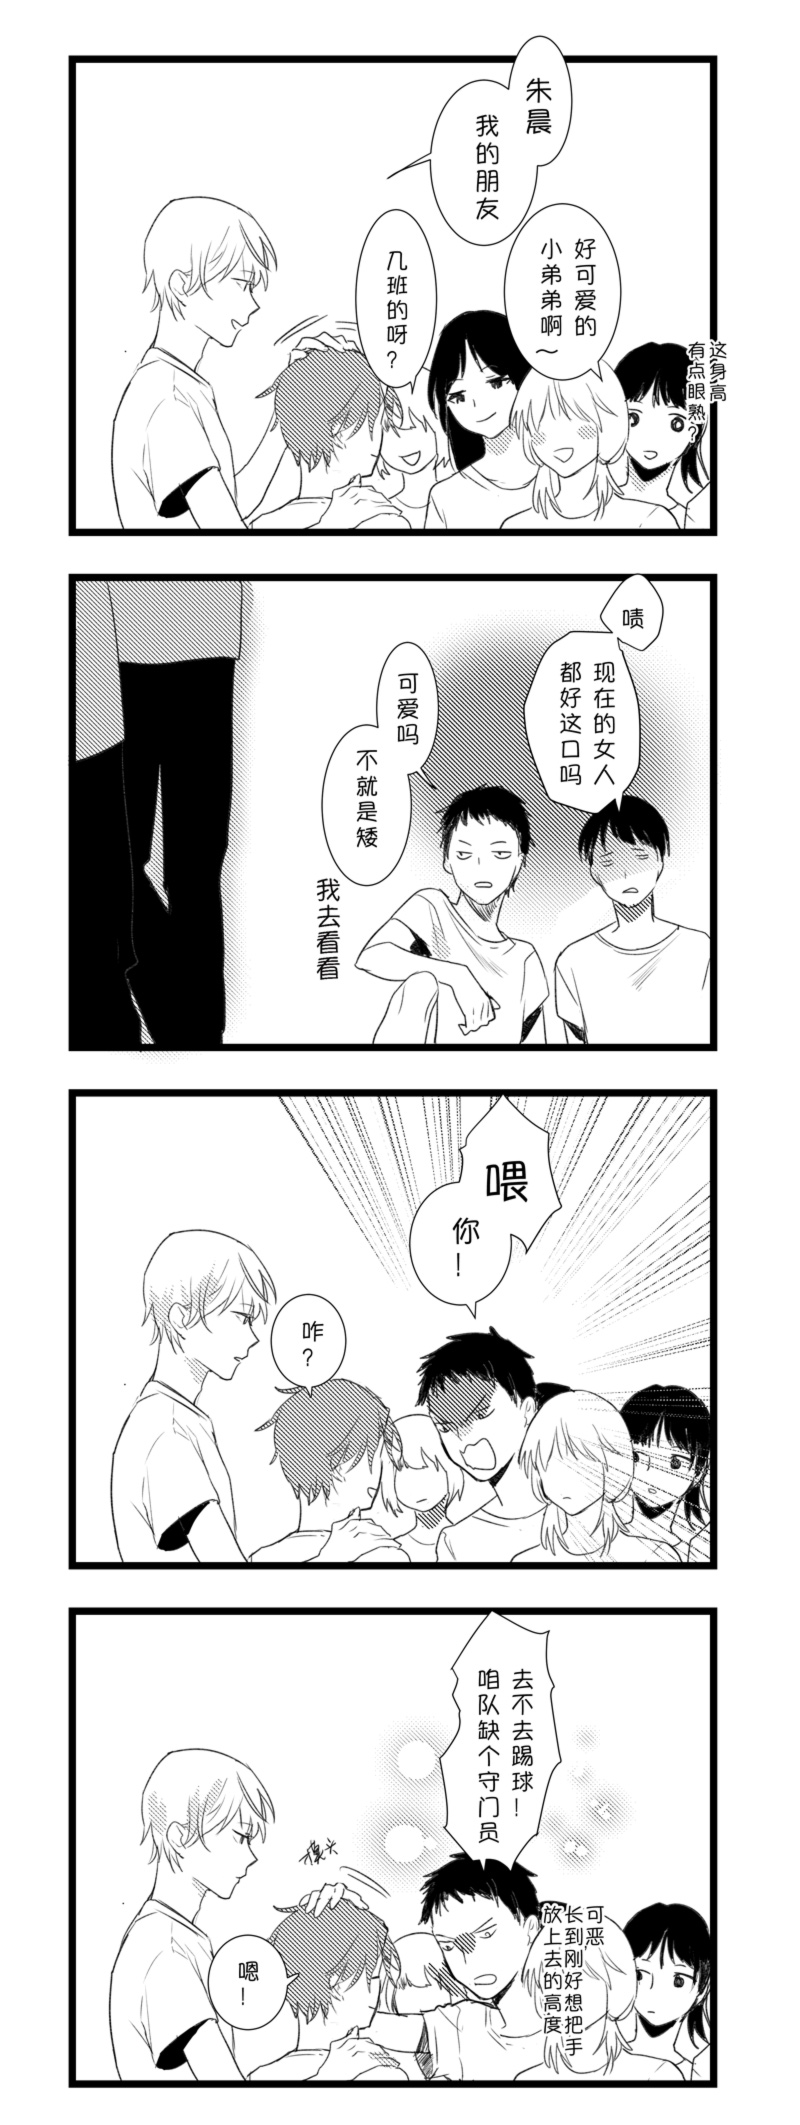 朱晨
我的朋友
好可爱的
小弟弟啊～
几班的呀？
这身高
有点眼熟？
啧
现在的女人
都好这口吗
可爱吗
不就是矮
我去看看
喂
你！
咋？
去不去踢球！
咱队缺个守门员
摸头
嗯！
可恶
长到刚好想把手
放上去的高度